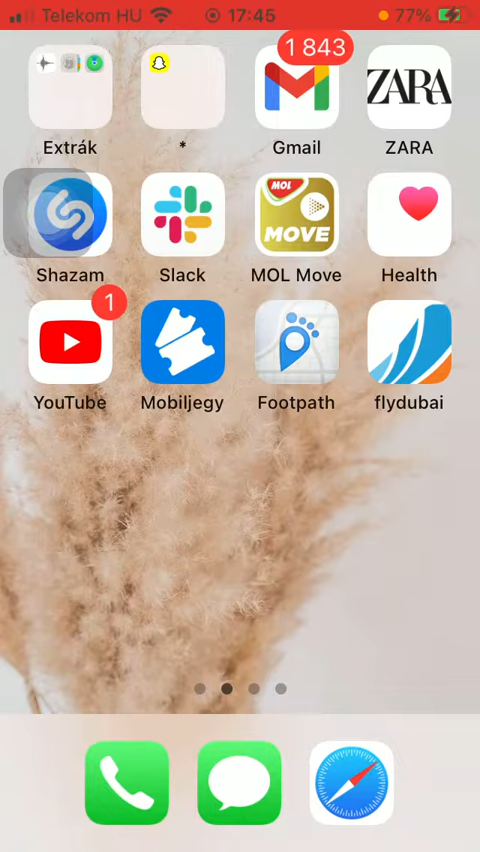 Telekom HU 17:45 77%
1 843
ZARA
Extrák * Gmail ZARA
MOL
MOVE
Shazam Slack MOL Move Health
1
YouTube Mobiljegy Footpath flydubai